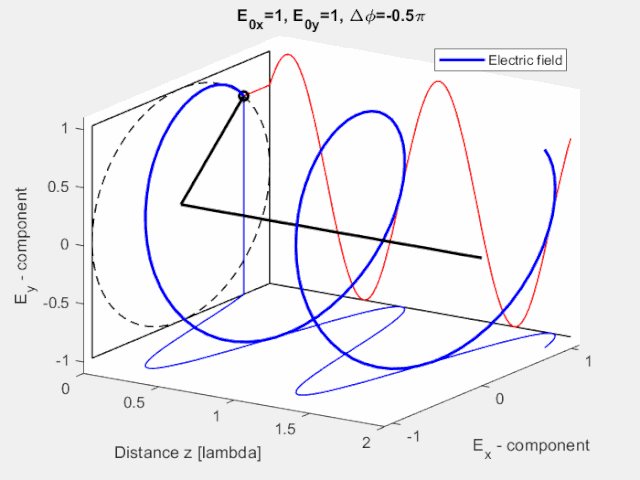 E0x=1, E0y=1, Δϕ=-0.5π
Electric field
1
0.5
0
-0.5
-1
Ey - component
0
0.5
1
1.5
2
Distance z [lambda]
-1
0
1
Ex - component